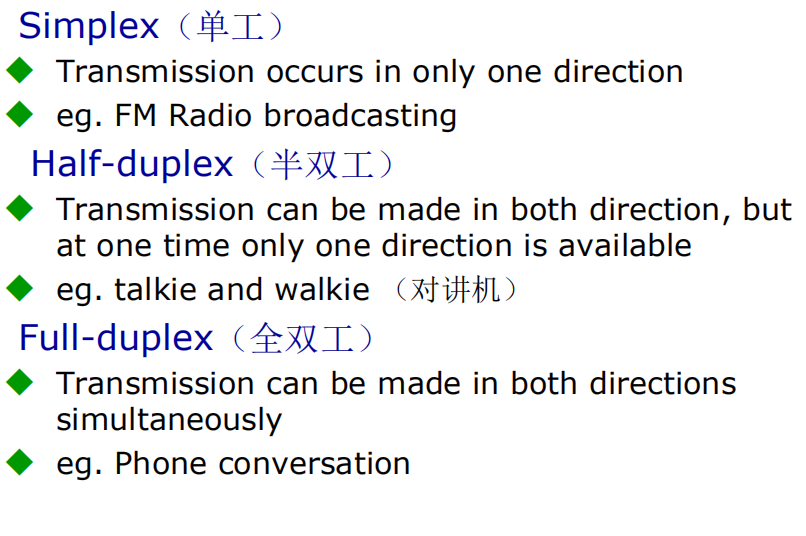 Simplex（单工）
Transmission occurs in only one direction
eg. FM Radio broadcasting
Half-duplex（半双工）
Transmission can be made in both direction, but
at one time only one direction is available
eg. talkie and walkie （对讲机）
Full-duplex（全双工）
Transmission can be made in both directions
simultaneously
eg. Phone conversation